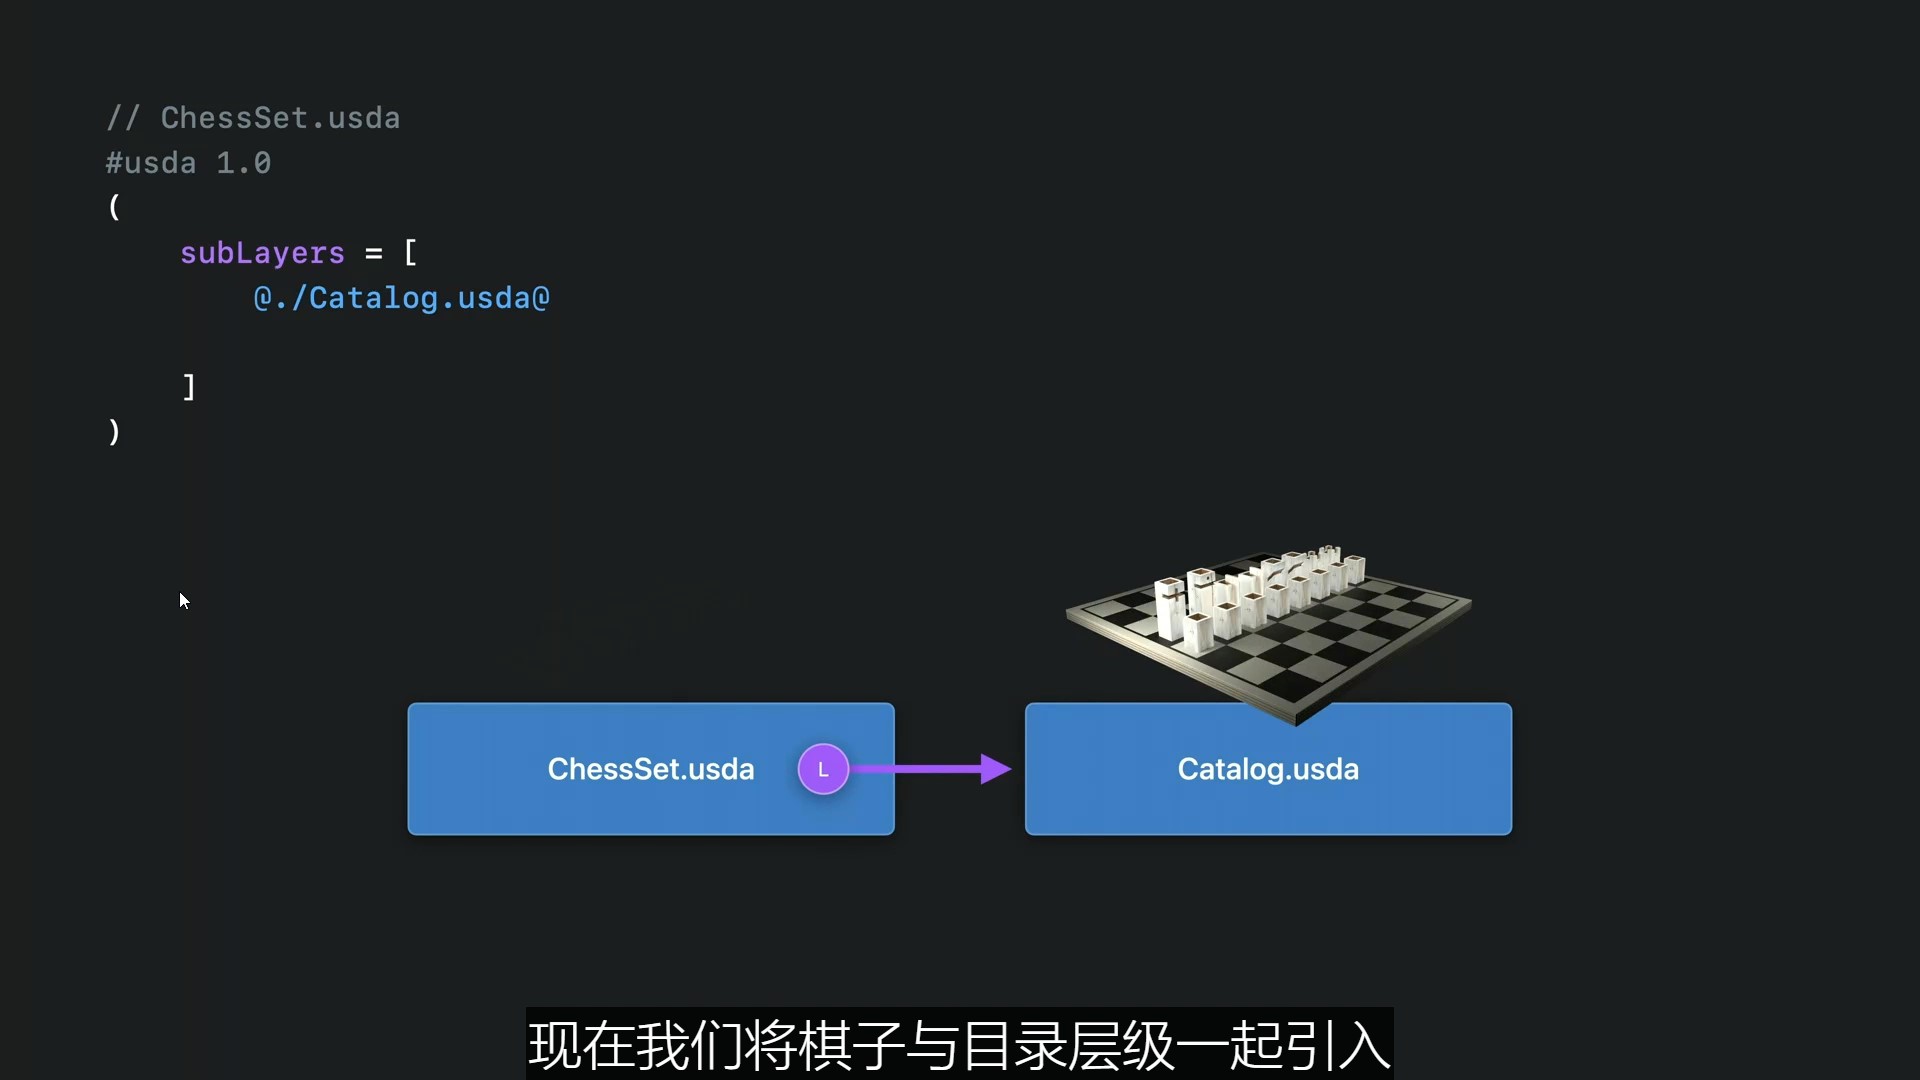 // ChessSet.usda
#usda 1.0
(
subLayers = [
@./Catalog.usda@
]
)
ChessSet.usda
L
Catalog.usda
现在我们将棋子与目录层级一起引入